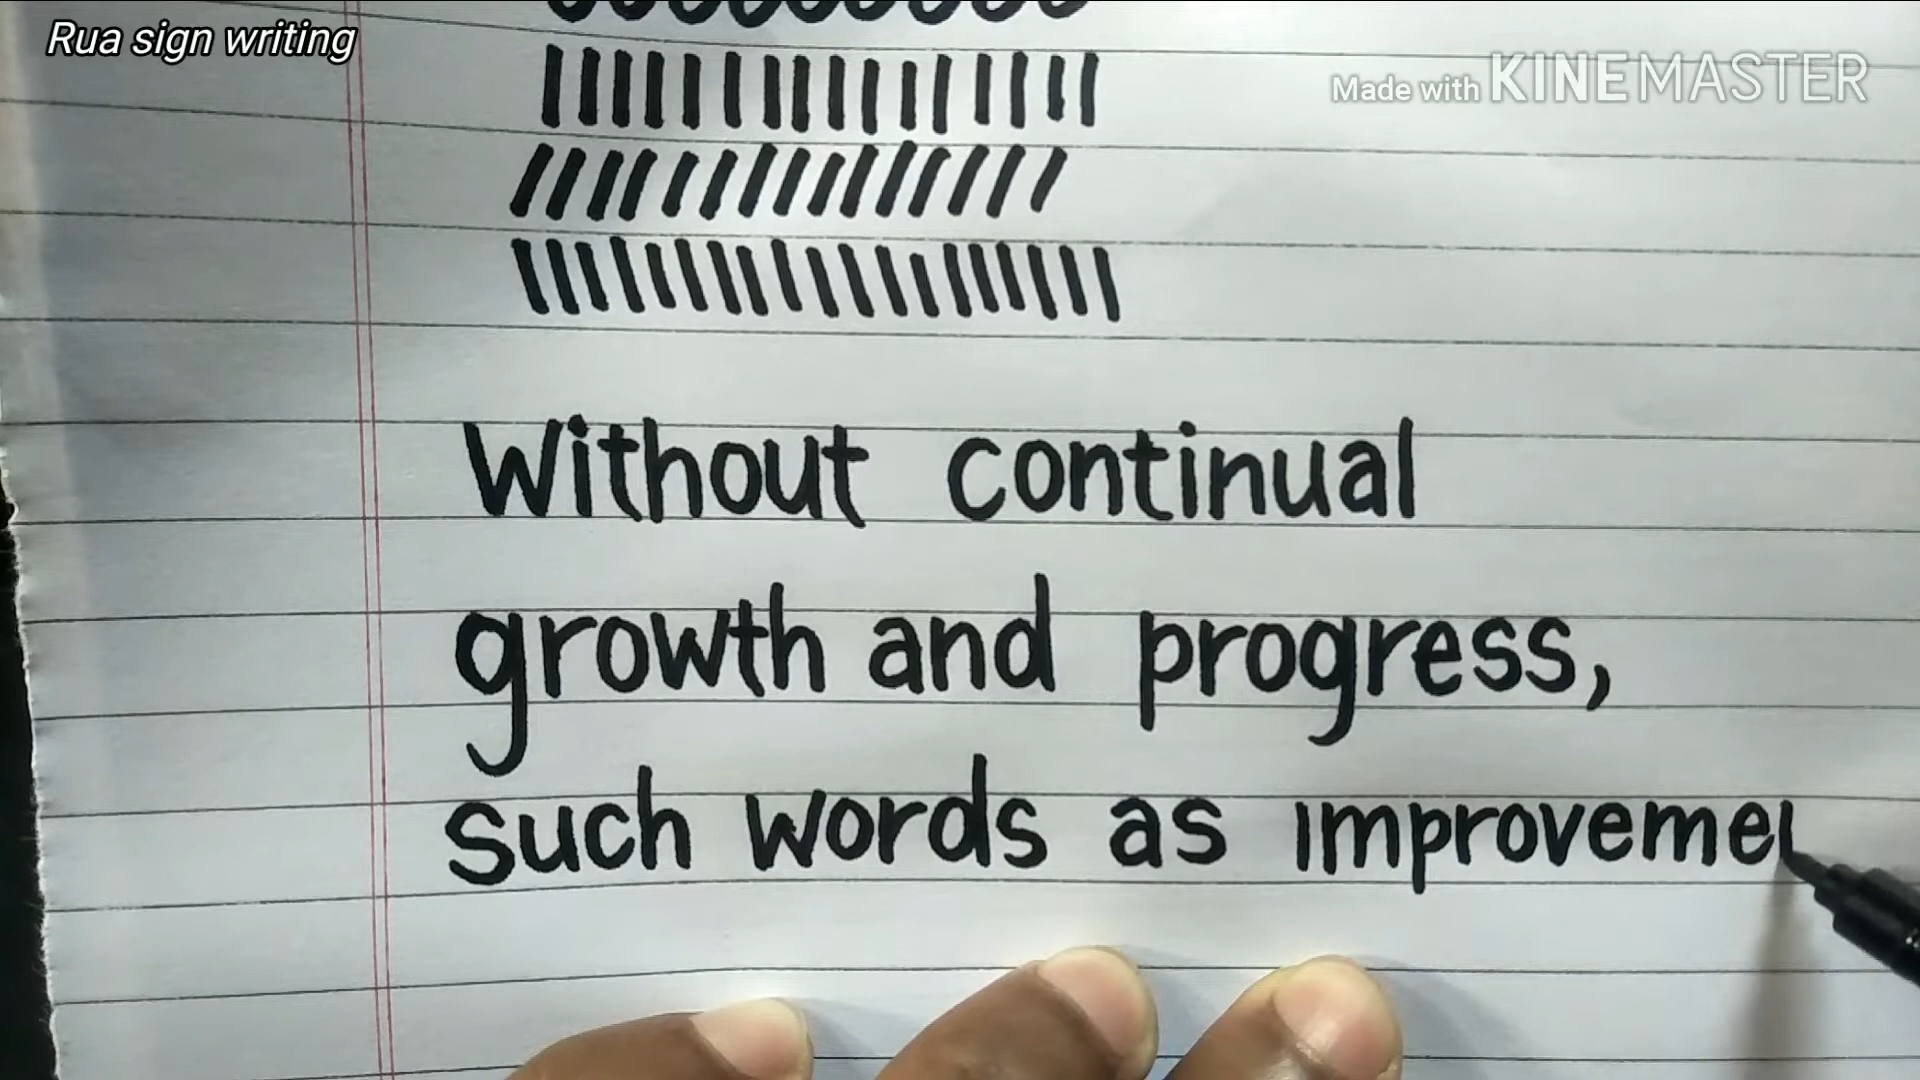 Rua sign writing
Made with KINEMASTER
Without continual
growth and progress,
such words as improveme